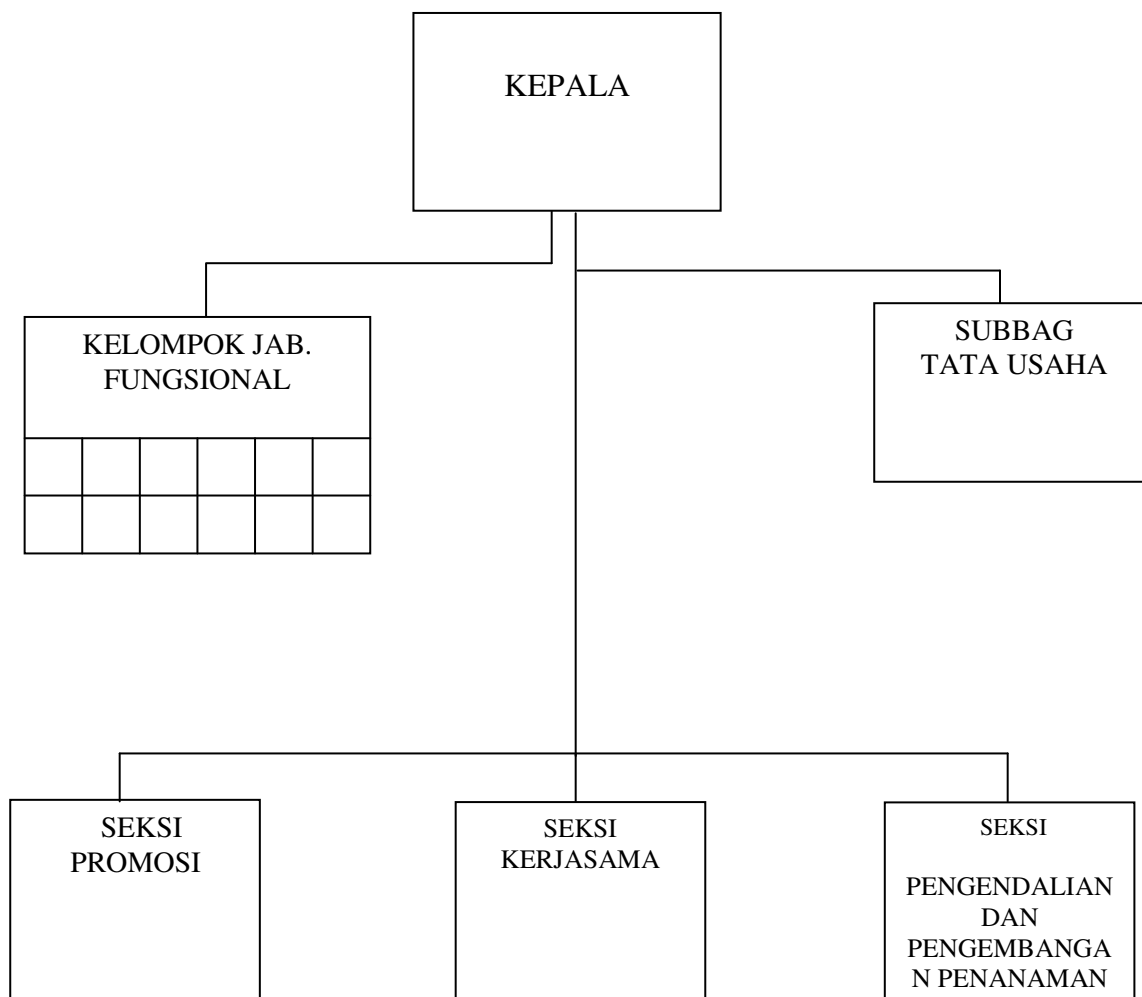 KEPALA
KELOMPOK JAB.
FUNGSIONAL
SUBBAG
TATA USAHA
SEKSI
PROMOSI
SEKSI
KERJASAMA
SEKSI
PENGENDALIAN
DAN
PENGEMBANGA
N PENANAMAN